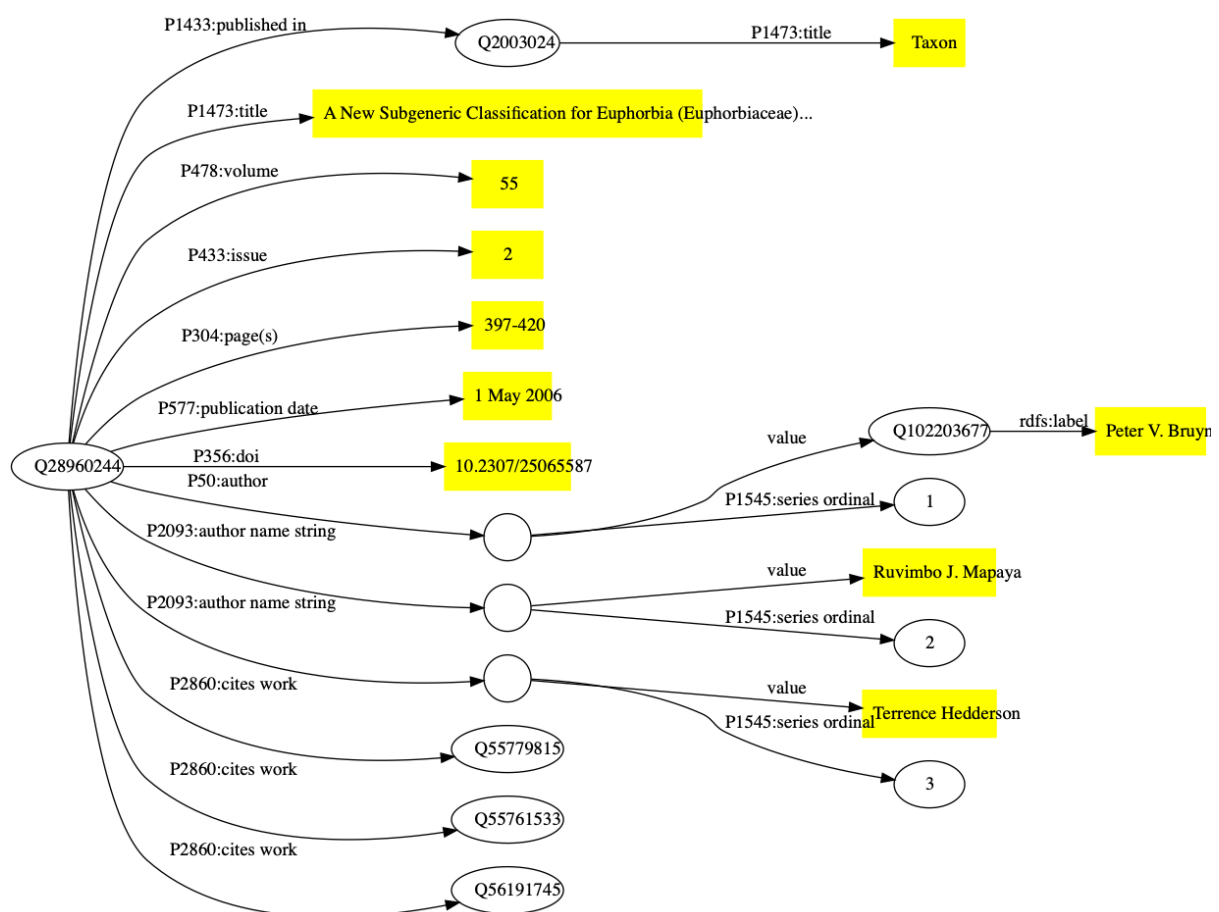 P1433:published in
Q2003024
P1473:title
Taxon
P1473:title
A New Subgeneric Classification for Euphorbia (Euphorbiaceae)...
P478:volume
55
P433:issue
2
P304:page(s)
397-420
P577:publication date
1 May 2006
Q28960244
P356:doi
10.2307/25065587
P50:author
value
Q102203677
rdfs:label
Peter V. Bruyn
P1545:series ordinal
1
P2093:author name string
value
Ruvimbo J. Mapaya
P1545:series ordinal
2
P2093:author name string
value
Terrence Hedderson
P1545:series ordinal
3
P2860:cites work
Q55779815
P2860:cites work
Q55761533
P2860:cites work
Q56191745